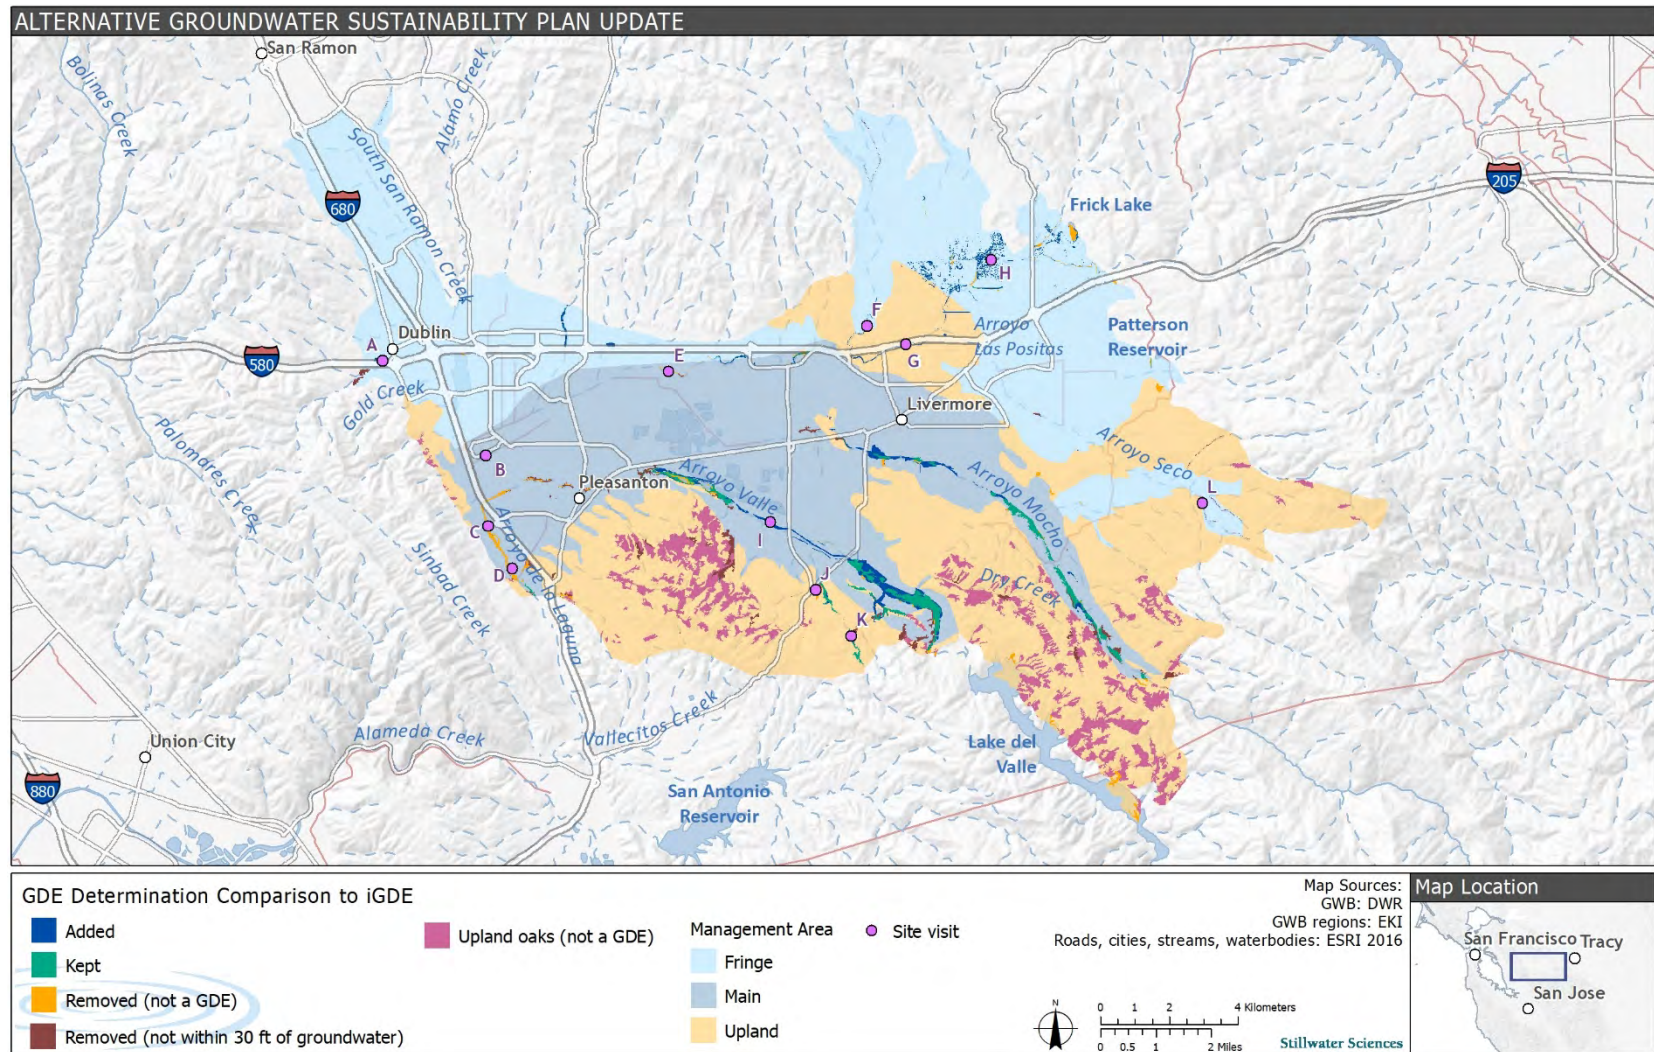 ALTERNATIVE GROUNDWATER SUSTAINABILITY PLAN UPDATE
San Ramon
Bolinas Creek
Alamo Creek
South San Ramon Creek
680
205
Frick Lake
H
F
Arroyo
Las Positas
Patterson
Reservoir
Dublin
A
580
E
G
Gold Creek
Livermore
Palomares Creek
B
Arroyo Seco
Pleasanton
Arroyo Valle
Arroyo Mocho
L
C
I
Arroyo de la Laguna
Sinbad Creek
D
J
Dry Creek
K
Vallecitos Creek
Alameda Creek
Union City
Lake del
Valle
880
San Antonio
Reservoir
GDE Determination Comparison to iGDE
Added
Kept
Removed (not a GDE)
Removed (not within 30 ft of groundwater)
Upland oaks (not a GDE)
Management Area
Fringe
Main
Upland
Site visit
Map Sources:
GWB: DWR
GWB regions: EKI
Roads, cities, streams, waterbodies: ESRI 2016
N
0 1 2 4 Kilometers
0 0.5 1 2 Miles
Stillwater Sciences
Map Location
San Francisco
Tracy
San Jose